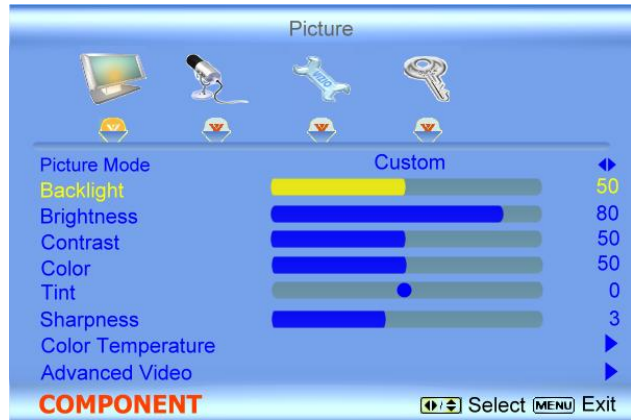 Picture
VIZIO
Picture Mode Custom
Backlight 50
Brightness 80
Contrast 50
Color 50
Tint 0
Sharpness 3
Color Temperature
Advanced Video
COMPONENT Select MENU Exit